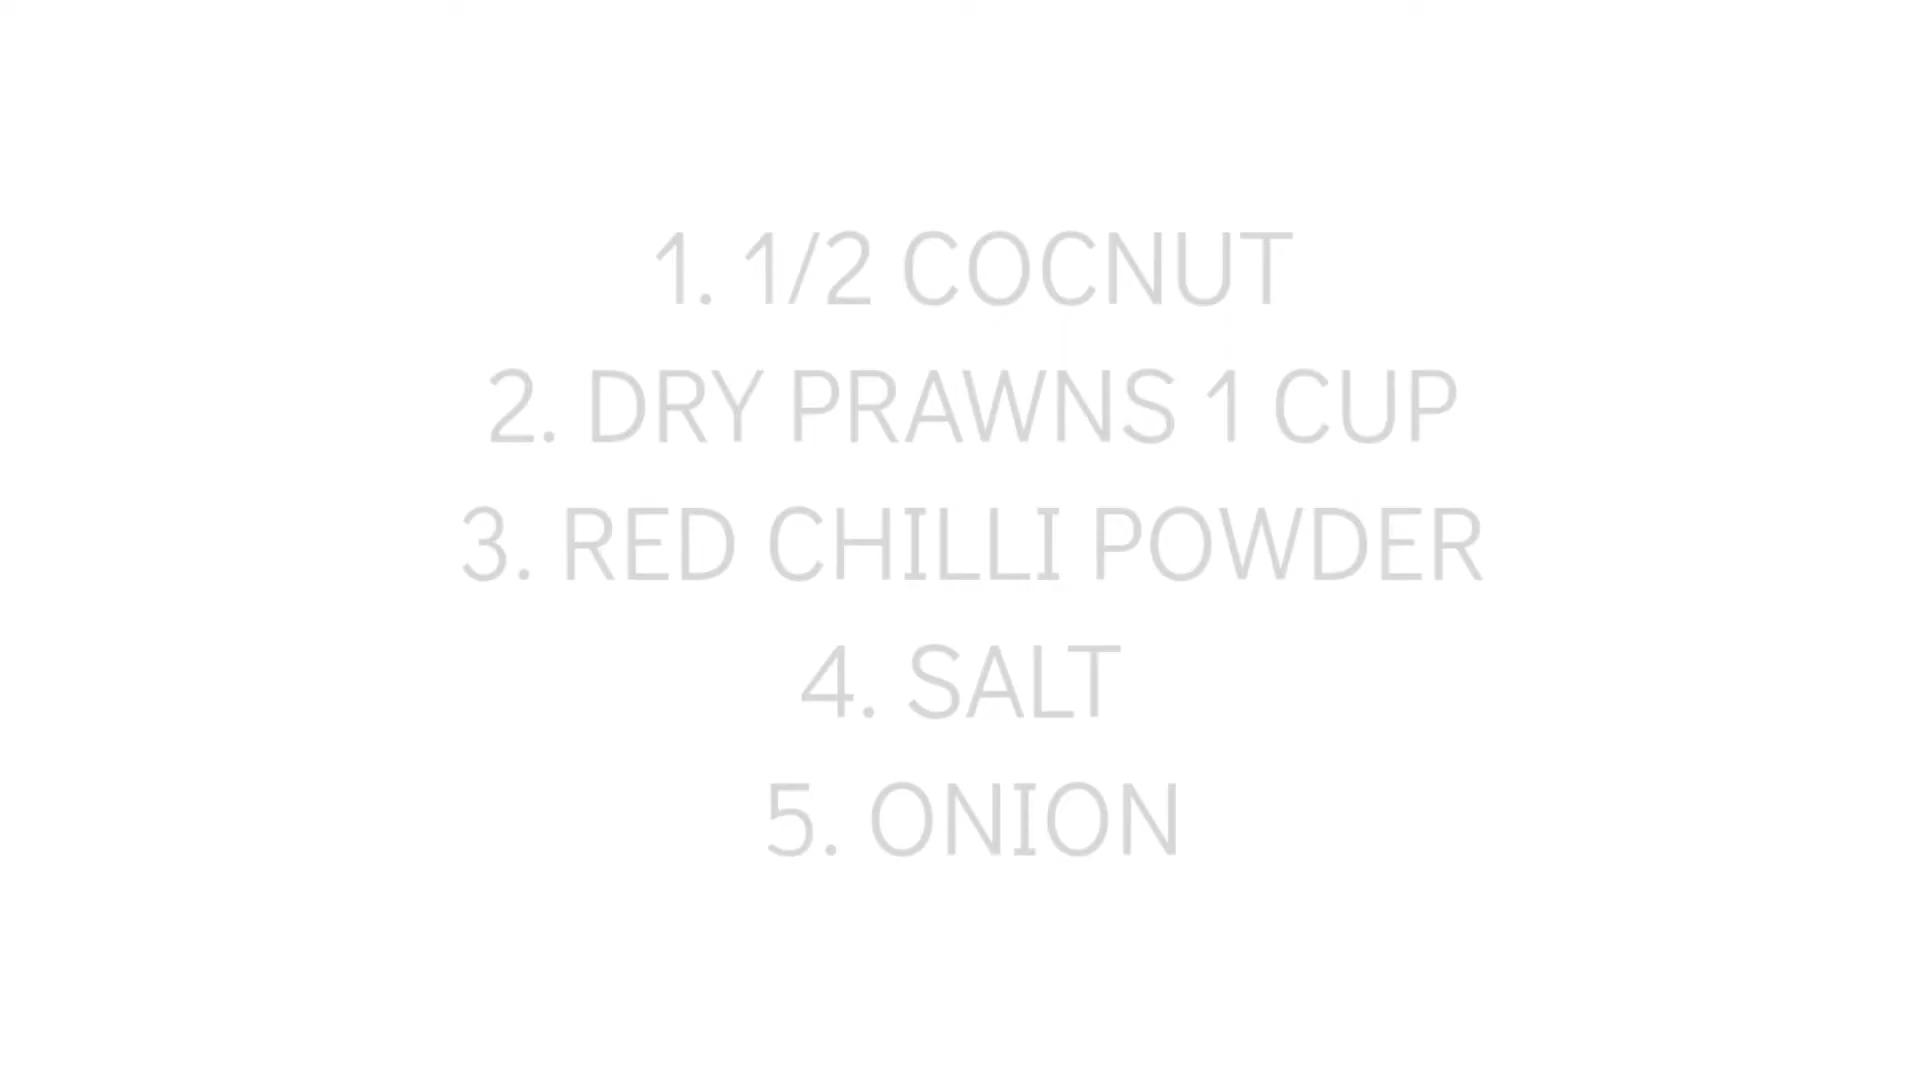 1. 1/2 COCNUT
2. DRY PRAWNS 1 CUP
3. RED CHILLI POWDER
4. SALT
5. ONION